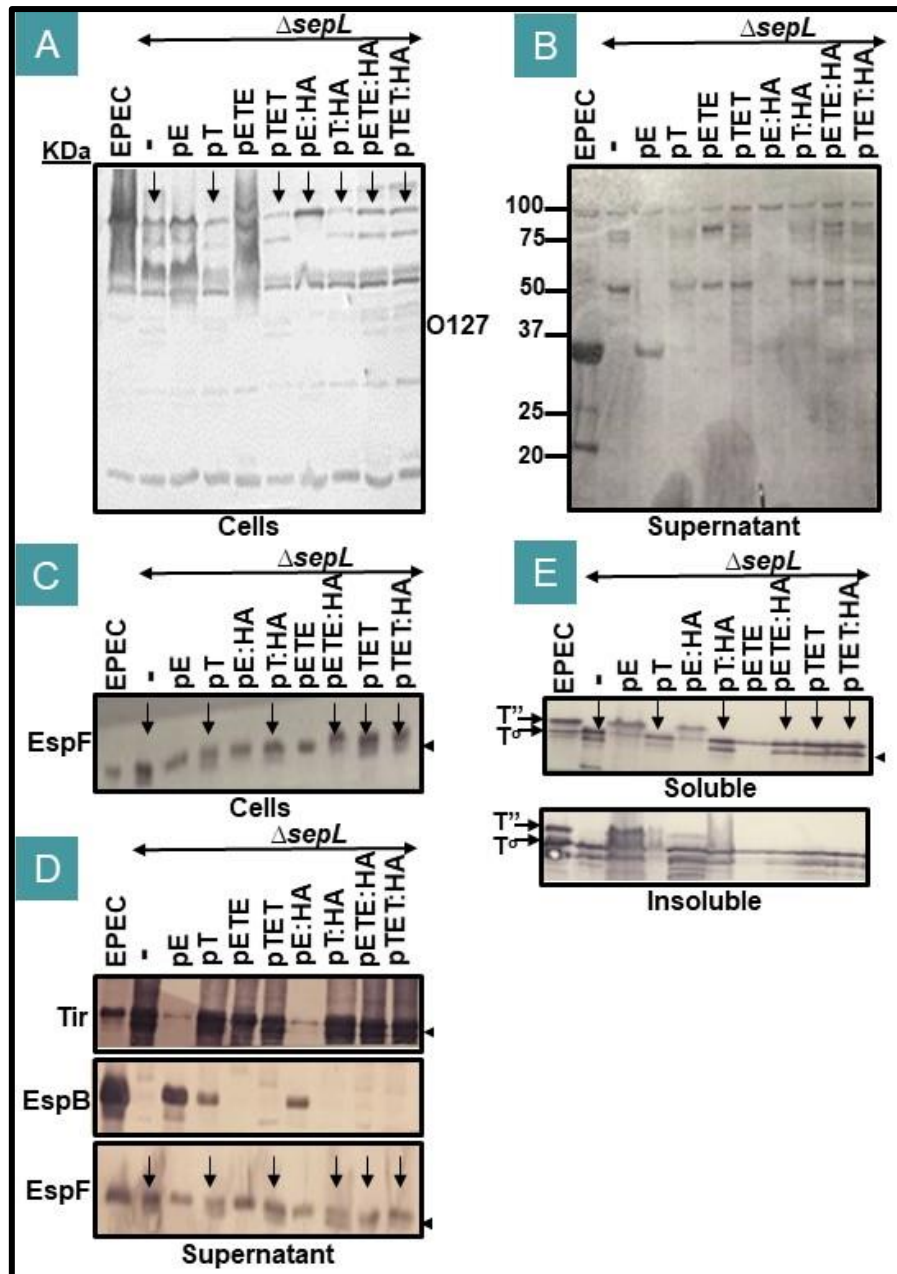 A
ΔsepL
EPEC
-
pE
pT
pETE
pTET
pE:HA
pT:HA
pETE:HA
pTET:HA
KDa
O127
Cells
B
ΔsepL
EPEC
-
pE
pT
pETE
pTET
pE:HA
pT:HA
pETE:HA
pTET:HA
100
75
50
37
25
20
Supernatant
C
ΔsepL
EPEC
-
pE
pT
pE:HA
pT:HA
pETE
pETE:HA
pTET
pTET:HA
EspF
Cells
D
ΔsepL
EPEC
-
pE
pT
pETE
pTET
pE:HA
pT:HA
pETE:HA
pTET:HA
Tir
EspB
EspF
Supernatant
E
ΔsepL
EPEC
-
pE
pT
pE:HA
pT:HA
pETE
pETE:HA
pTET
pTET:HA
T”
T°
Soluble
T”
T°
Insoluble